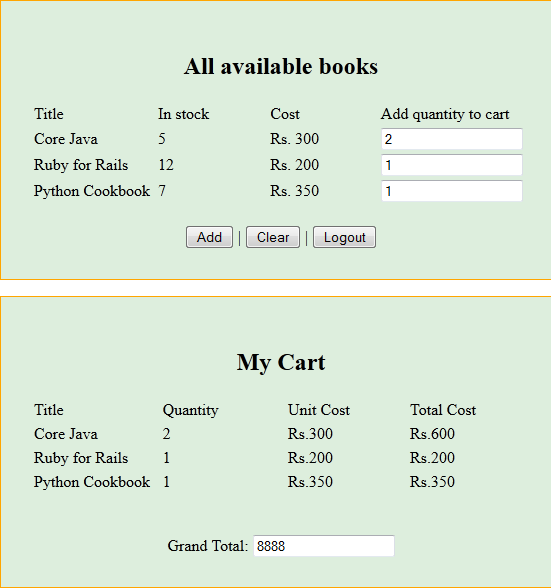 All available books
Title In stock Cost Add quantity to cart
Core Java 5 Rs. 300 2
Ruby for Rails 12 Rs. 200 1
Python Cookbook 7 Rs. 350 1
Add | Clear | Logout
My Cart
Title Quantity Unit Cost Total Cost
Core Java 2 Rs.300 Rs.600
Ruby for Rails 1 Rs.200 Rs.200
Python Cookbook 1 Rs.350 Rs.350
Grand Total: 8888